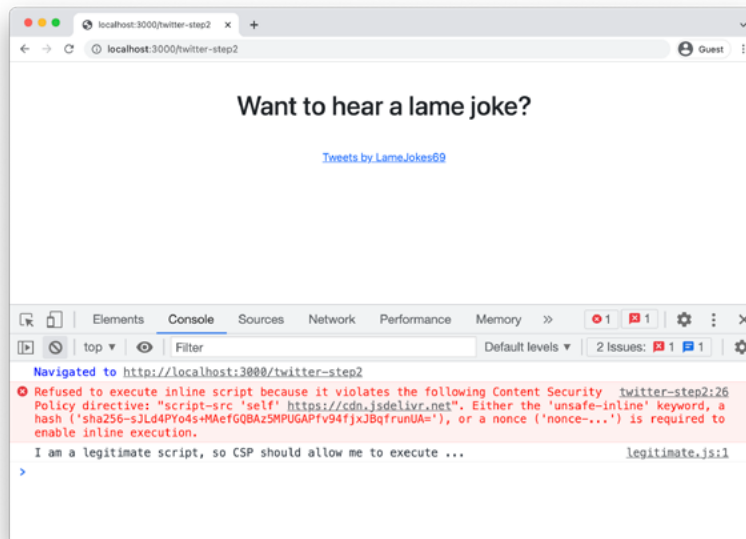 localhost:3000/twitter-step2
localhost:3000/twitter-step2
Guest
Want to hear a lame joke?
Tweets by LameJokes69
Elements Console Sources Network Performance Memory » 1 1
top ▼ Filter Default levels ▼ 2 Issues: 1 1
Navigated to http://localhost:3000/twitter-step2
Refused to execute inline script because it violates the following Content Security twitter-step2:26
Policy directive: "script-src 'self' https://cdn.jsdelivr.net". Either the 'unsafe-inline' keyword, a
hash ('sha256-sJLd4PYo4s+MAefGQBAz5MPUGAPfv94fjxJBqfrunUA='), or a nonce ('nonce-...') is required to
enable inline execution.
I am a legitimate script, so CSP should allow me to execute ... legitimate.js:1